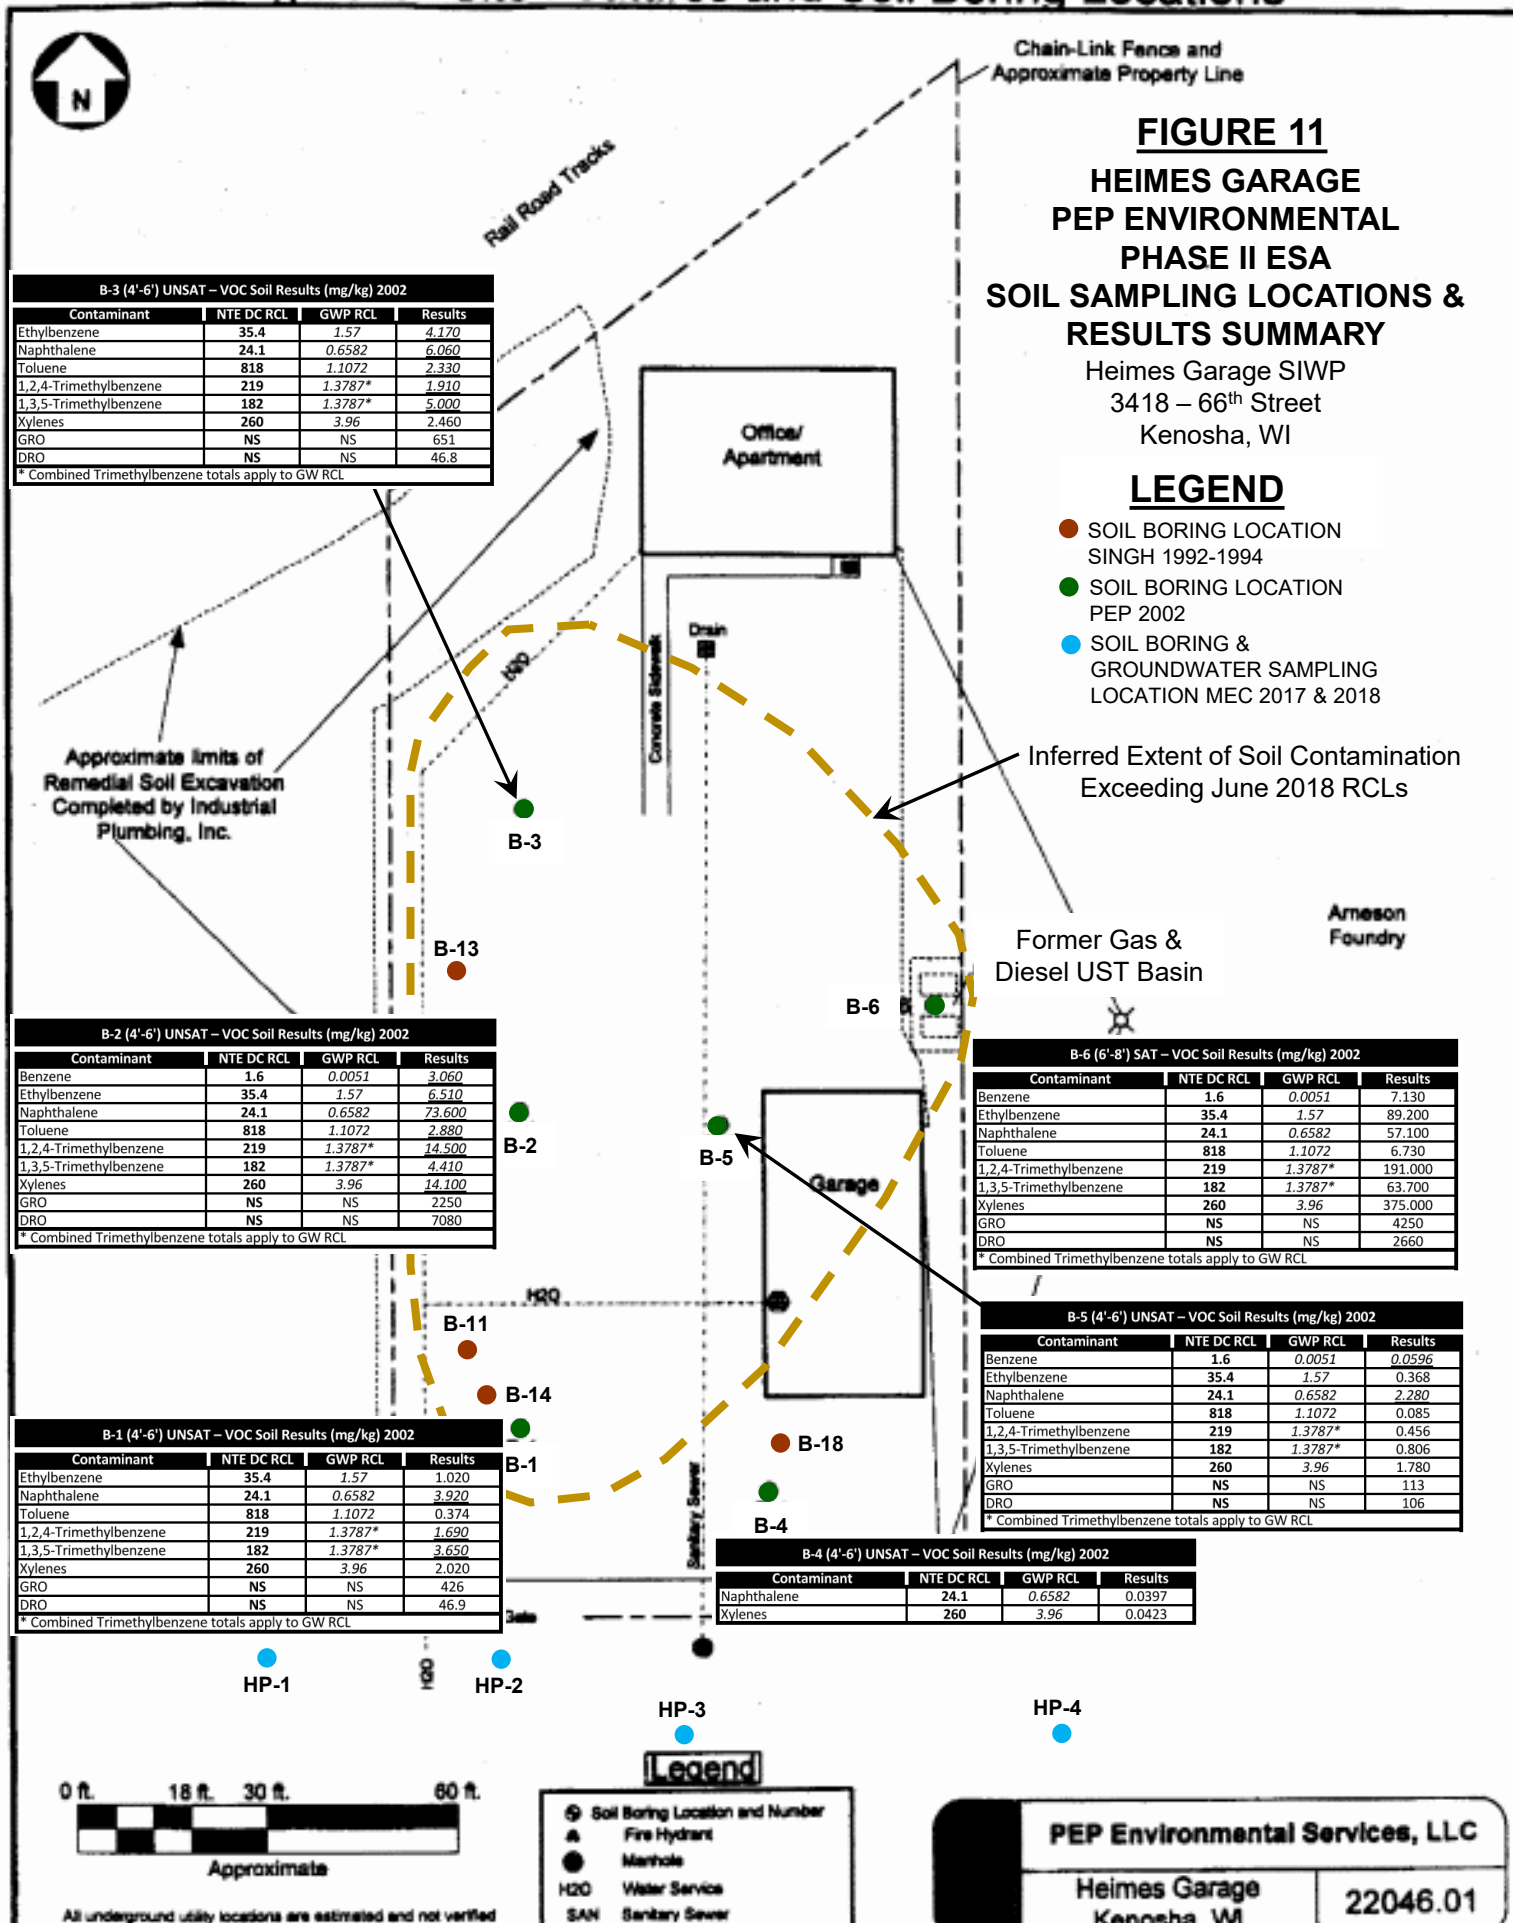 and Soil Boring Locations
N
Chain-Link Fence and
Approximate Property Line
Rail Road Tracks
FIGURE 11
HEIMES GARAGE
PEP ENVIRONMENTAL
PHASE II ESA
SOIL SAMPLING LOCATIONS &
RESULTS SUMMARY
Heimes Garage SIWP
3418 – 66th Street
Kenosha, WI
LEGEND
SOIL BORING LOCATION
SINGH 1992-1994
SOIL BORING LOCATION
PEP 2002
SOIL BORING &
GROUNDWATER SAMPLING
LOCATION MEC 2017 & 2018
B-3 (4'-6') UNSAT – VOC Soil Results (mg/kg) 2002
Contaminant NTE DC RCL GWP RCL Results
Ethylbenzene 35.4 1.57 4.170
Naphthalene 24.1 0.6582 6.060
Toluene 818 1.1072 2.330
1,2,4-Trimethylbenzene 219 1.3787* 1.910
1,3,5-Trimethylbenzene 182 1.3787* 5.000
Xylenes 260 3.96 2.460
GRO NS NS 651
DRO NS NS 46.8
* Combined Trimethylbenzene totals apply to GW RCL
Office/
Apartment
Drain
H2O
Concrete Sidewalk
Approximate limits of
Remedial Soil Excavation
Completed by Industrial
Plumbing, Inc.
Inferred Extent of Soil Contamination
Exceeding June 2018 RCLs
B-3
B-13
Former Gas &
Diesel UST Basin
Arneson
Foundry
B-6
B-2 (4'-6') UNSAT – VOC Soil Results (mg/kg) 2002
Contaminant NTE DC RCL GWP RCL Results
Benzene 1.6 0.0051 3.060
Ethylbenzene 35.4 1.57 6.510
Naphthalene 24.1 0.6582 73.600
Toluene 818 1.1072 2.880
1,2,4-Trimethylbenzene 219 1.3787* 14.500
1,3,5-Trimethylbenzene 182 1.3787* 4.410
Xylenes 260 3.96 14.100
GRO NS NS 2250
DRO NS NS 7080
* Combined Trimethylbenzene totals apply to GW RCL
B-2
B-5
Garage
B-6 (6'-8') SAT – VOC Soil Results (mg/kg) 2002
Contaminant NTE DC RCL GWP RCL Results
Benzene 1.6 0.0051 7.130
Ethylbenzene 35.4 1.57 89.200
Naphthalene 24.1 0.6582 57.100
Toluene 818 1.1072 6.730
1,2,4-Trimethylbenzene 219 1.3787* 191.000
1,3,5-Trimethylbenzene 182 1.3787* 63.700
Xylenes 260 3.96 375.000
GRO NS NS 4250
DRO NS NS 2660
* Combined Trimethylbenzene totals apply to GW RCL
H2O
B-11
B-14
B-1
B-18
B-4
Sanitary Sewer
B-5 (4'-6') UNSAT – VOC Soil Results (mg/kg) 2002
Contaminant NTE DC RCL GWP RCL Results
Benzene 1.6 0.0051 0.0596
Ethylbenzene 35.4 1.57 0.368
Naphthalene 24.1 0.6582 2.280
Toluene 818 1.1072 0.085
1,2,4-Trimethylbenzene 219 1.3787* 0.456
1,3,5-Trimethylbenzene 182 1.3787* 0.806
Xylenes 260 3.96 1.780
GRO NS NS 113
DRO NS NS 106
* Combined Trimethylbenzene totals apply to GW RCL
B-1 (4'-6') UNSAT – VOC Soil Results (mg/kg) 2002
Contaminant NTE DC RCL GWP RCL Results
Ethylbenzene 35.4 1.57 1.020
Naphthalene 24.1 0.6582 3.920
Toluene 818 1.1072 0.374
1,2,4-Trimethylbenzene 219 1.3787* 1.690
1,3,5-Trimethylbenzene 182 1.3787* 3.650
Xylenes 260 3.96 2.020
GRO NS NS 426
DRO NS NS 46.9
* Combined Trimethylbenzene totals apply to GW RCL
B-4 (4'-6') UNSAT – VOC Soil Results (mg/kg) 2002
Contaminant NTE DC RCL GWP RCL Results
Naphthalene 24.1 0.6582 0.0397
Xylenes 260 3.96 0.0423
Gate
H2O
HP-1
HP-2
HP-3
HP-4
0 ft. 18 ft. 30 ft. 60 ft.
Approximate
All underground utility locations are estimated and not verified
Legend
Soil Boring Location and Number
Fire Hydrant
Manhole
H2O Water Service
SAN Sanitary Sewer
PEP Environmental Services, LLC
Heimes Garage
Kenosha, WI
22046.01